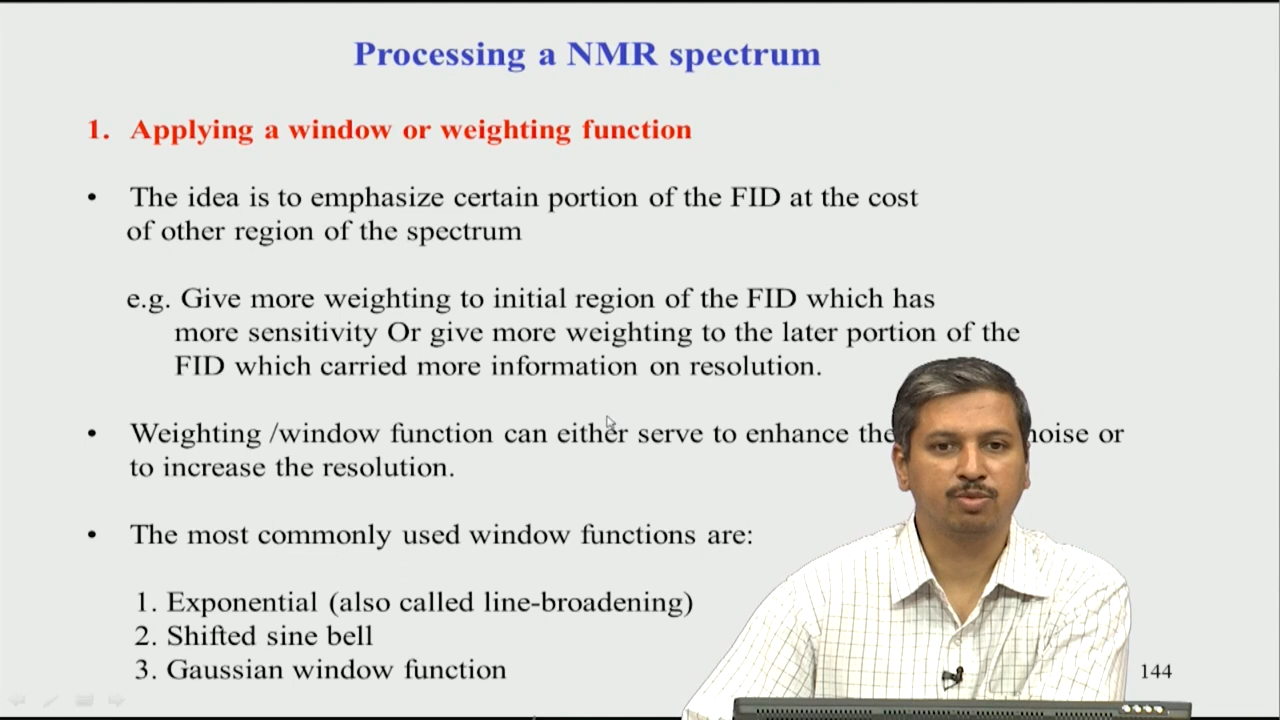 Processing a NMR spectrum
1. Applying a window or weighting function
• The idea is to emphasize certain portion of the FID at the cost
of other region of the spectrum
e.g. Give more weighting to initial region of the FID which has
more sensitivity Or give more weighting to the later portion of the
FID which carried more information on resolution.
• Weighting /window function can either serve to enhance the noise or
to increase the resolution.
• The most commonly used window functions are:
1. Exponential (also called line-broadening)
2. Shifted sine bell
3. Gaussian window function
144